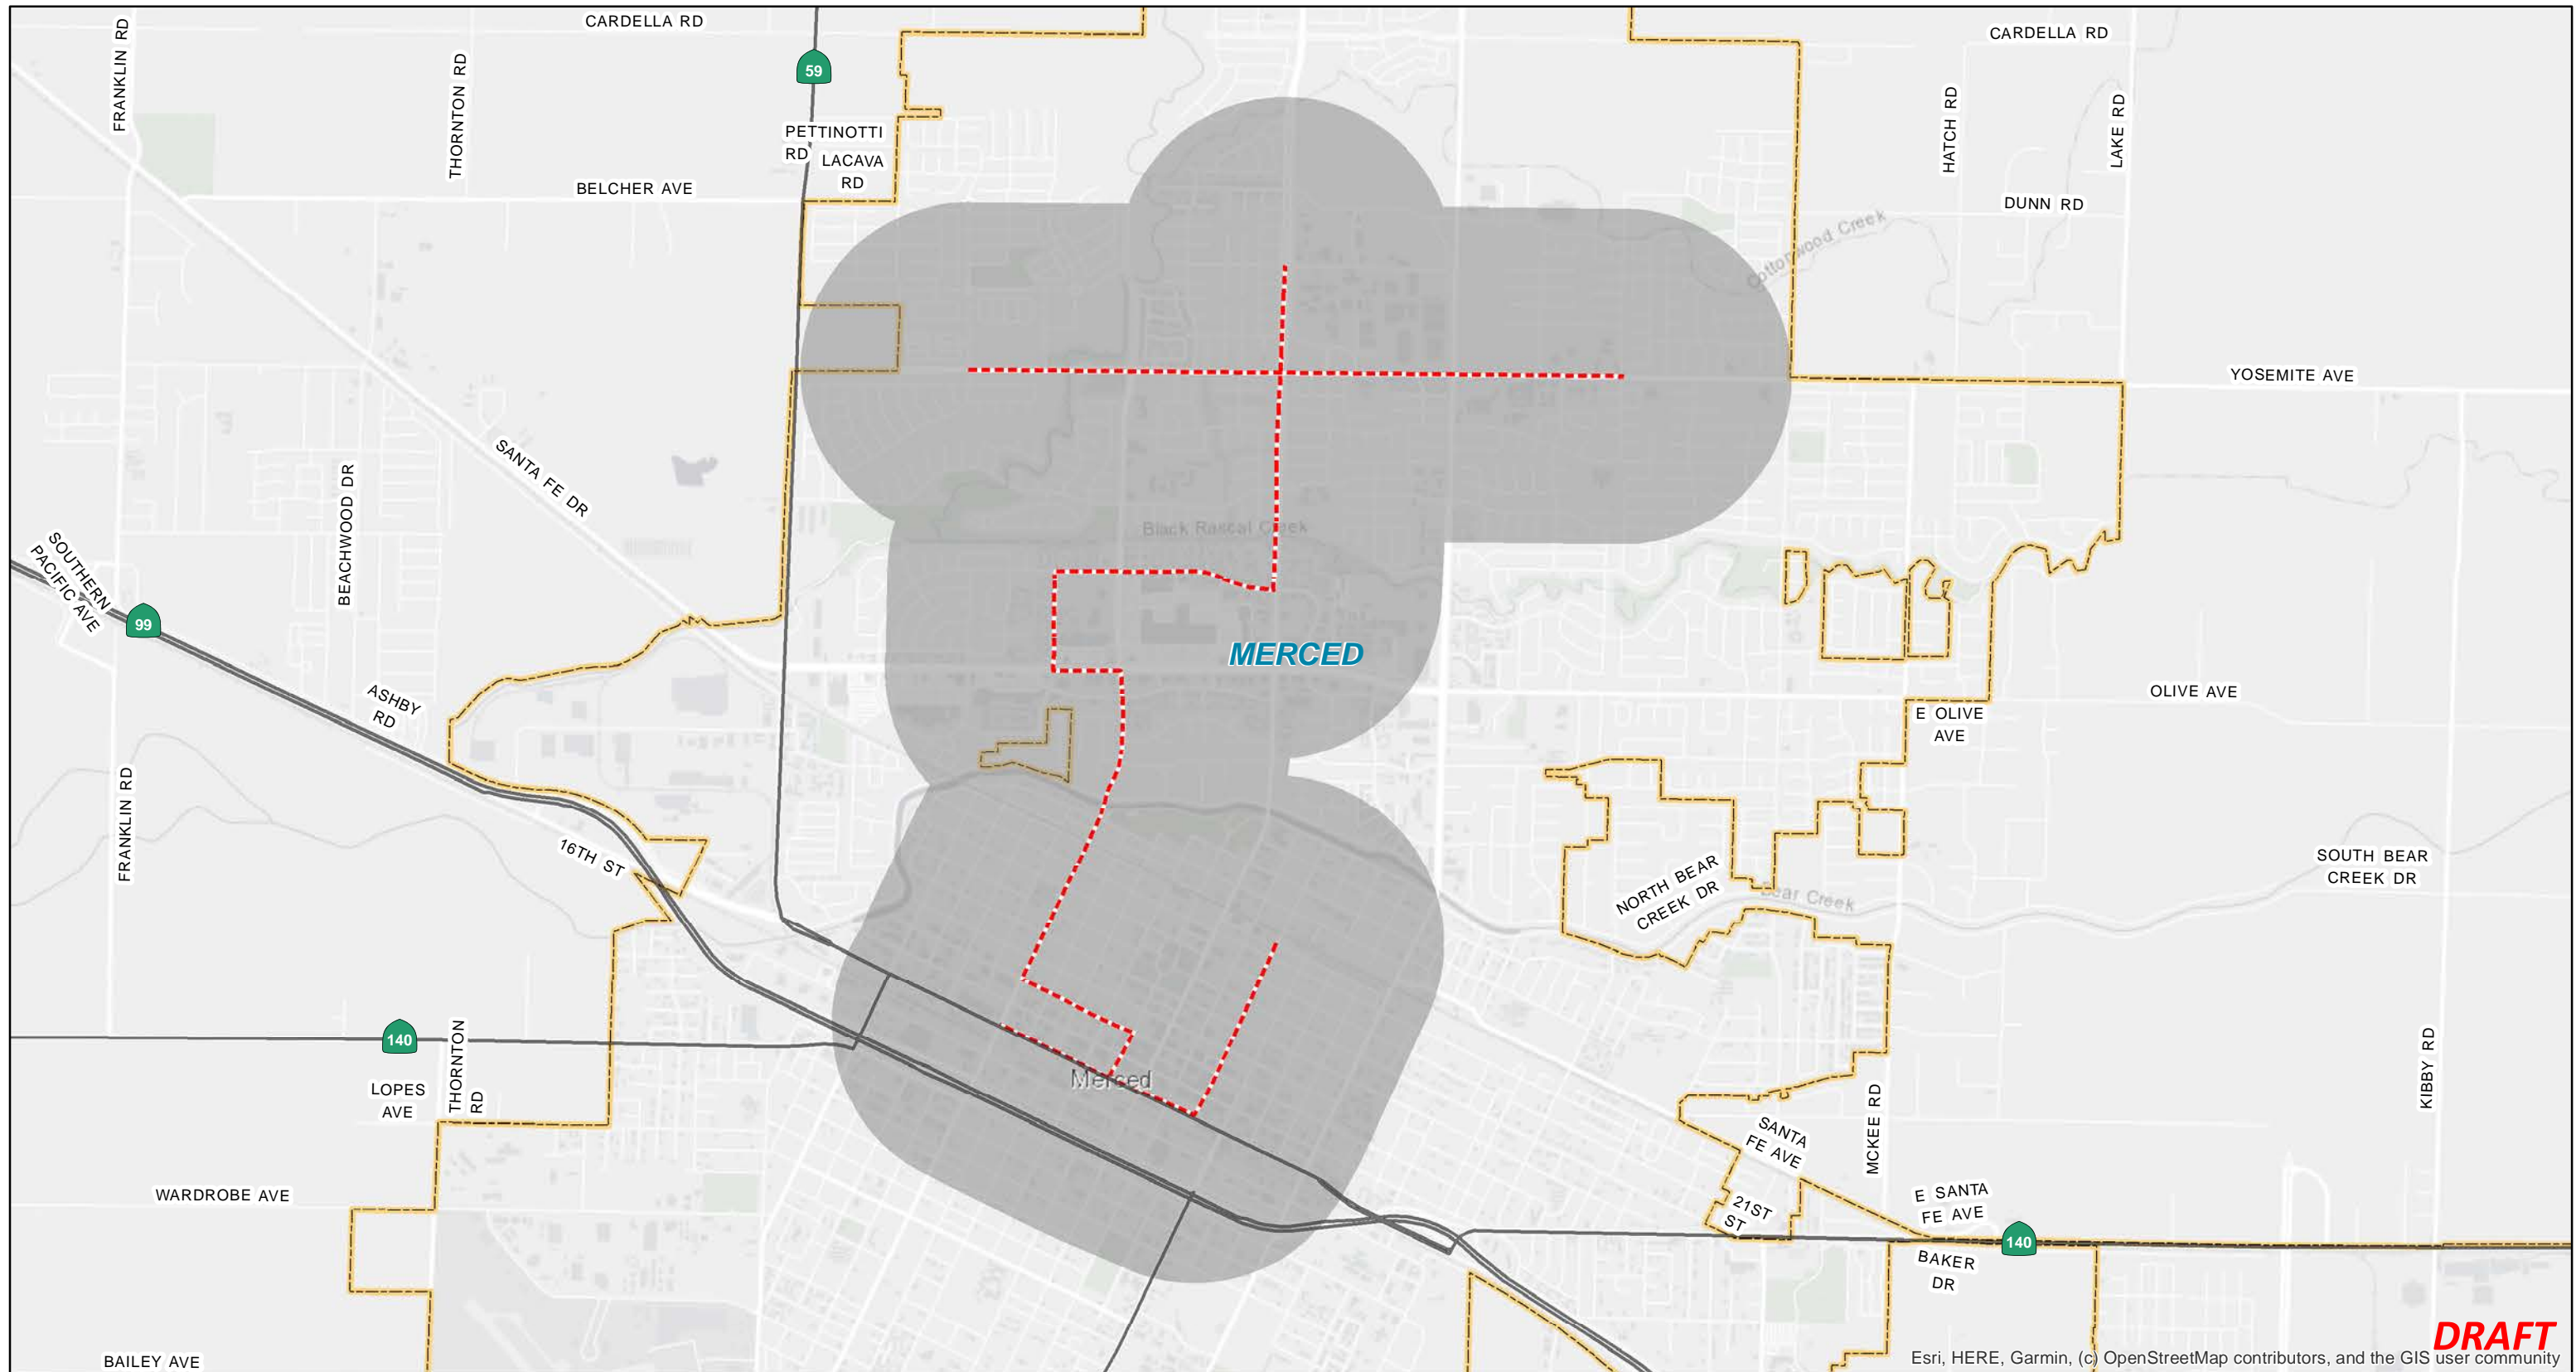 CARDELLA RD
CARDELLA RD
FRANKLIN RD
THORNTON RD
59
HATCH RD
LAKE RD
PETTINOTTI
RD
LACAVA
RD
BELCHER AVE
DUNN RD
Cottonwood Creek
YOSEMITE AVE
SANTA FE DR
BEACHWOOD DR
SOUTHERN
PACIFIC AVE
99
Black Rascal Creek
MERCED
ASHBY
RD
OLIVE AVE
E OLIVE
AVE
FRANKLIN RD
16TH ST
NORTH BEAR
CREEK DR
Bear Creek
SOUTH BEAR
CREEK DR
140
THORNTON
RD
LOPES
AVE
Merced
KIBBY RD
MCKEE RD
SANTA
FE AVE
WARDROBE AVE
21ST
ST
E SANTA
FE AVE
140
BAKER
DR
DRAFT
BAILEY AVE
Esri, HERE, Garmin, (c) OpenStreetMap contributors, and the GIS user community